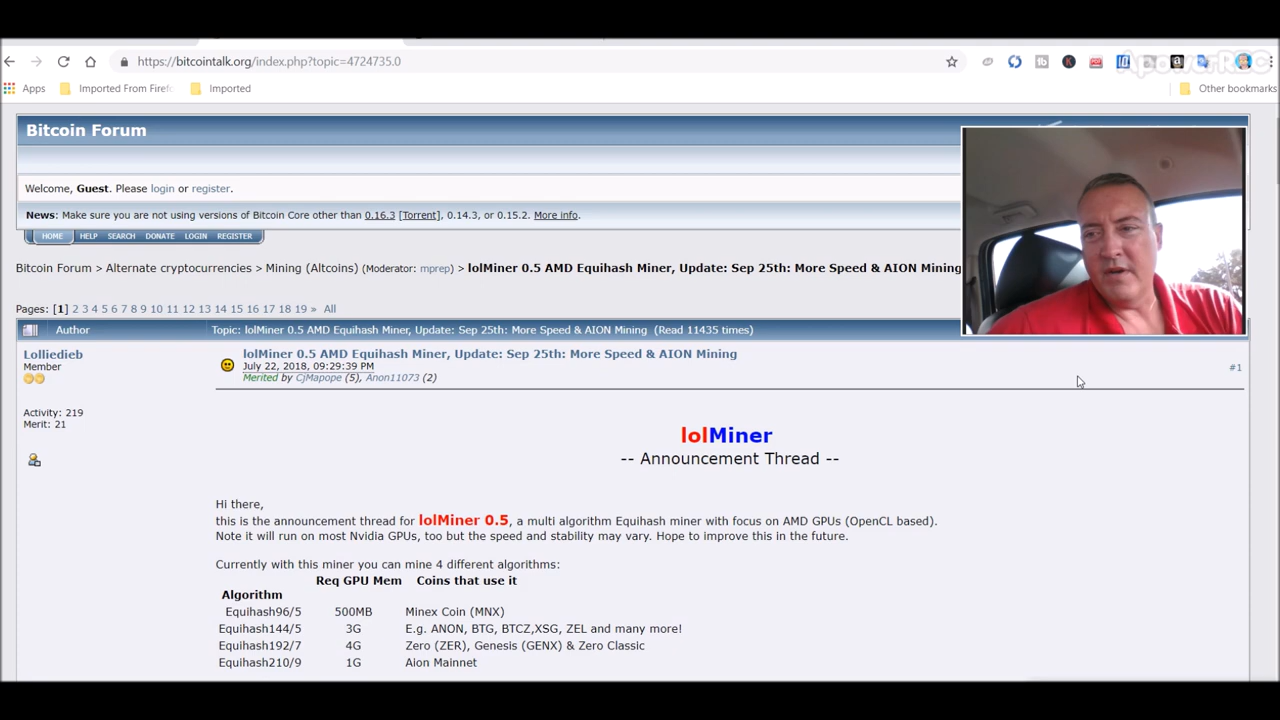 ApowerREC
https://bitcointalk.org/index.php?topic=4724735.0
Apps Imported From Firef Imported Other bookmarks
Bitcoin Forum
Welcome, Guest. Please login or register.
News: Make sure you are not using versions of Bitcoin Core other than 0.16.3 [Torrent], 0.14.3, or 0.15.2. More info.
HOME HELP SEARCH DONATE LOGIN REGISTER
Bitcoin Forum > Alternate cryptocurrencies > Mining (Altcoins) (Moderator: mprep) > lolMiner 0.5 AMD Equihash Miner, Update: Sep 25th: More Speed & AION Mining
Pages: [1] 2 3 4 5 6 7 8 9 10 11 12 13 14 15 16 17 18 19 » All
Author Topic: lolMiner 0.5 AMD Equihash Miner, Update: Sep 25th: More Speed & AION Mining (Read 11435 times)
Lolliedieb lolMiner 0.5 AMD Equihash Miner, Update: Sep 25th: More Speed & AION Mining
Member July 22, 2018, 09:29:39 PM #1
Merited by CjMapope (5), Anon11073 (2)
Activity: 219
Merit: 21
lolMiner
-- Announcement Thread --
Hi there,
this is the announcement thread for lolMiner 0.5, a multi algorithm Equihash miner with focus on AMD GPUs (OpenCL based).
Note it will run on most Nvidia GPUs, too but the speed and stability may vary. Hope to improve this in the future.
Currently with this miner you can mine 4 different algorithms:
Req GPU Mem Coins that use it
Algorithm
Equihash96/5 500MB Minex Coin (MNX)
Equihash144/5 3G E.g. ANON, BTG, BTCZ,XSG, ZEL and many more!
Equihash192/7 4G Zero (ZER), Genesis (GENX) & Zero Classic
Equihash210/9 1G Aion Mainnet